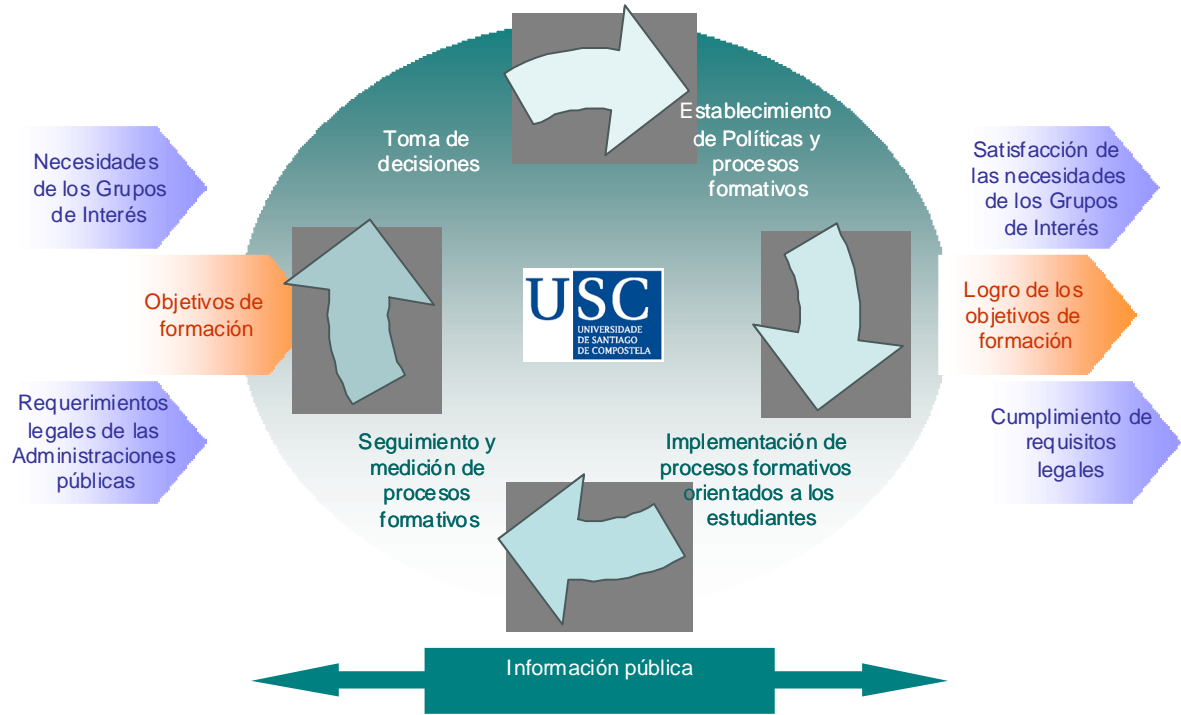 Necesidades
de los Grupos
de Interés
Objetivos de
formación
Requerimientos
legales de las
Administraciones
públicas
Toma de
decisiones
Establecimiento
de Políticas y
procesos
formativos
USC
UNIVERSIDADE
DE SANTIAGO
DE COMPOSTELA
Seguimiento y
medición de
procesos
formativos
Implementación de
procesos formativos
orientados a los
estudiantes
Satisfacción de
las necesidades
de los Grupos
de Interés
Logro de los
objetivos de
formación
Cumplimiento de
requisitos
legales
Información pública